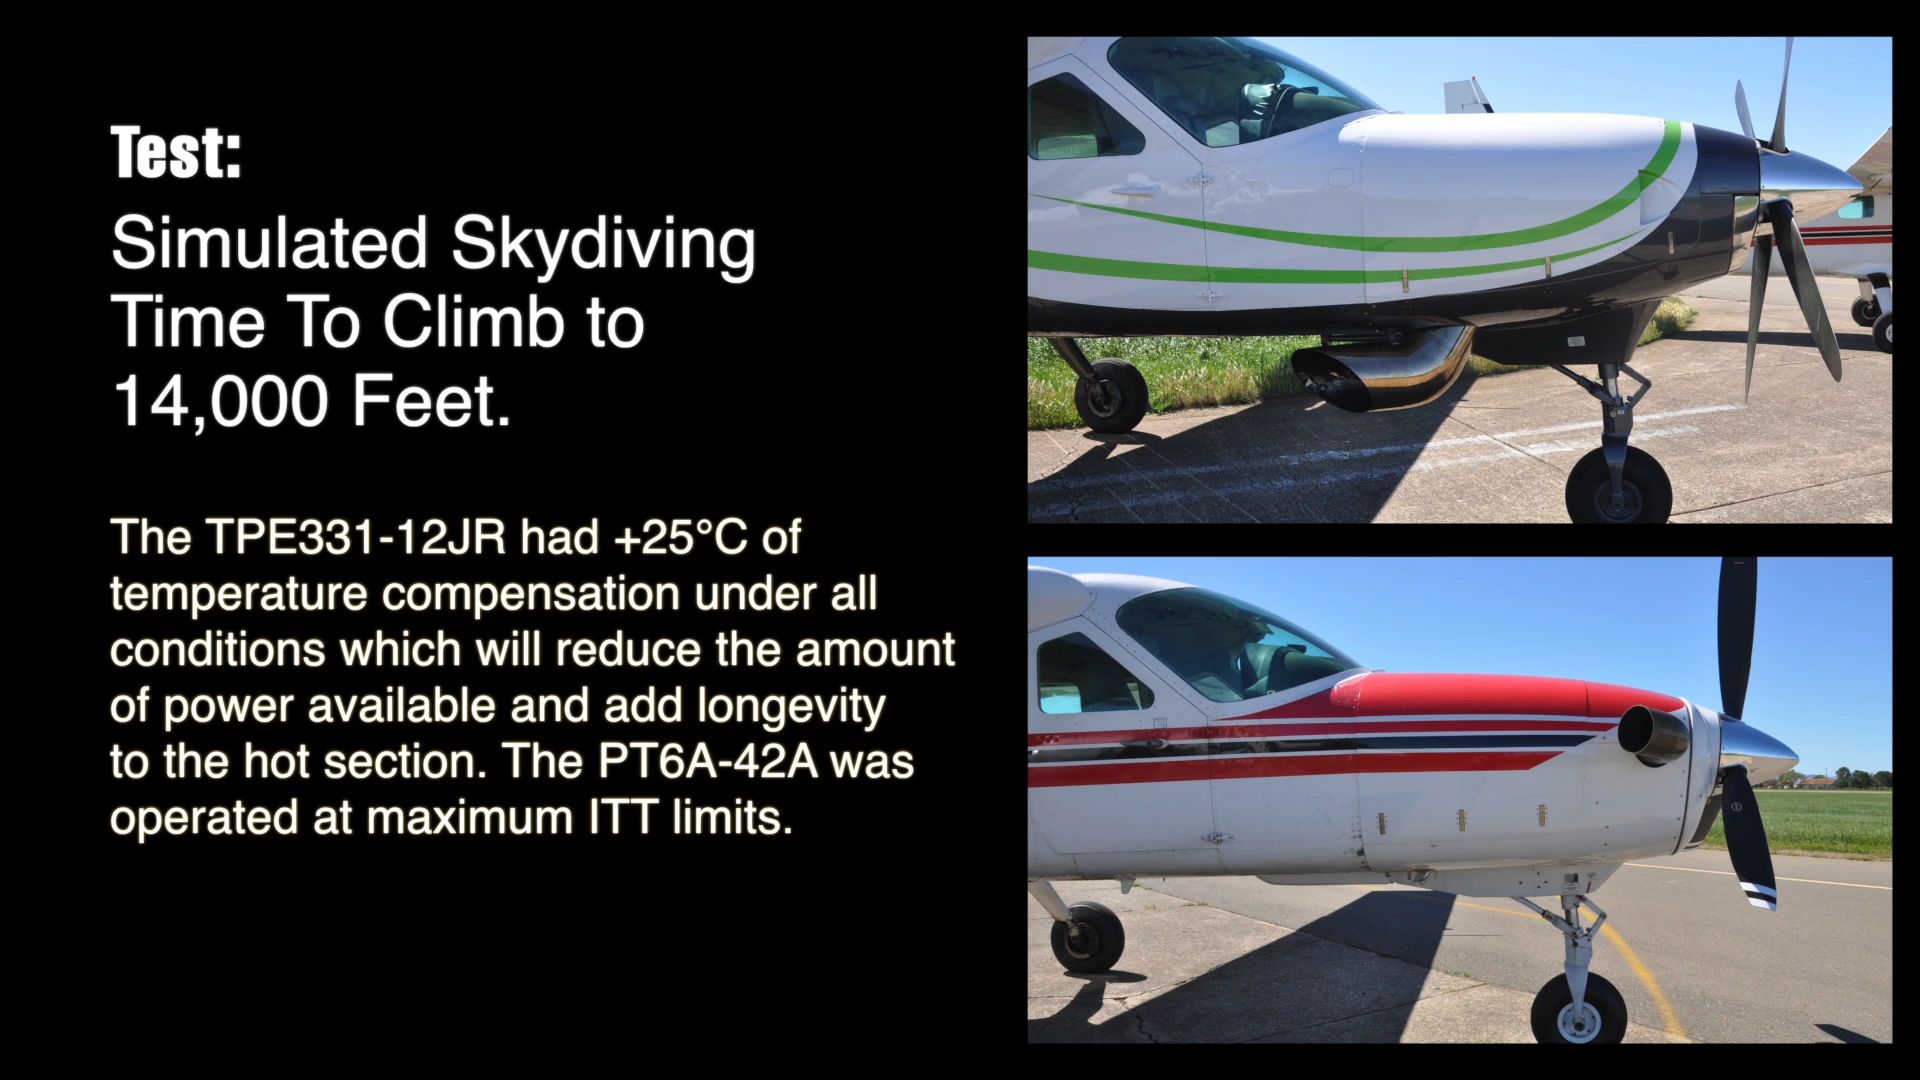 Test:
Simulated Skydiving
Time To Climb to
14,000 Feet.
The TPE331-12JR had +25°C of
temperature compensation under all
conditions which will reduce the amount
of power available and add longevity
to the hot section. The PT6A-42A was
operated at maximum ITT limits.